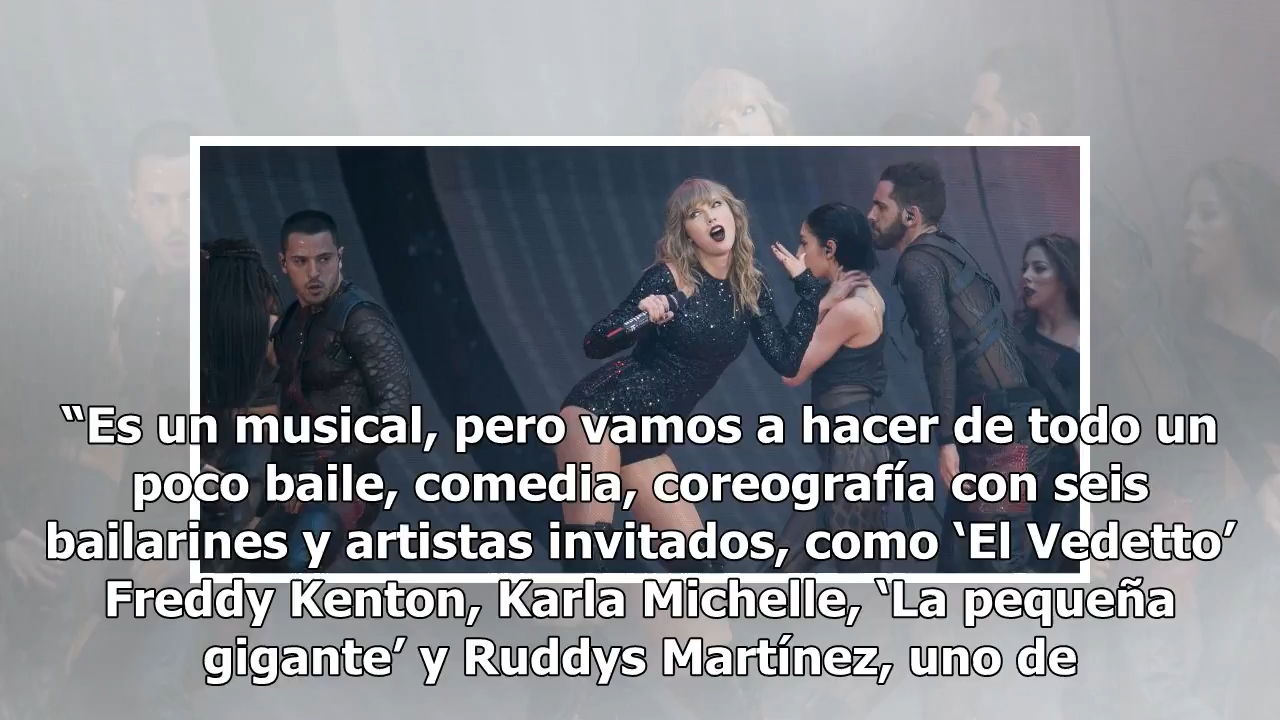 “Es un musical, pero vamos a hacer de todo un
poco baile, comedia, coreografía con seis
bailarines y artistas invitados, como ‘El Vedetto’
Freddy Kenton, Karla Michelle, ‘La pequeña
gigante’ y Ruddys Martínez, uno de